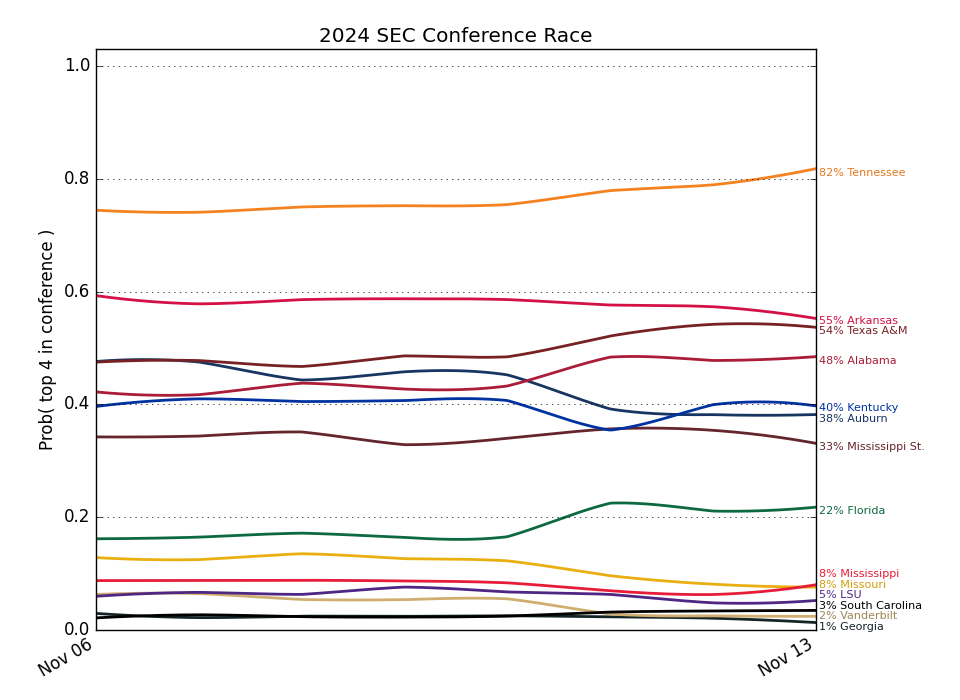 2024 SEC Conference Race
Prob( top 4 in conference )
1.0
0.8
0.6
0.4
0.2
0.0
Nov 06
Nov 13
82% Tennessee
55% Arkansas
54% Texas A&M
48% Alabama
40% Kentucky
38% Auburn
33% Mississippi St.
22% Florida
8% Mississippi
8% Missouri
5% LSU
3% South Carolina
2% Vanderbilt
1% Georgia